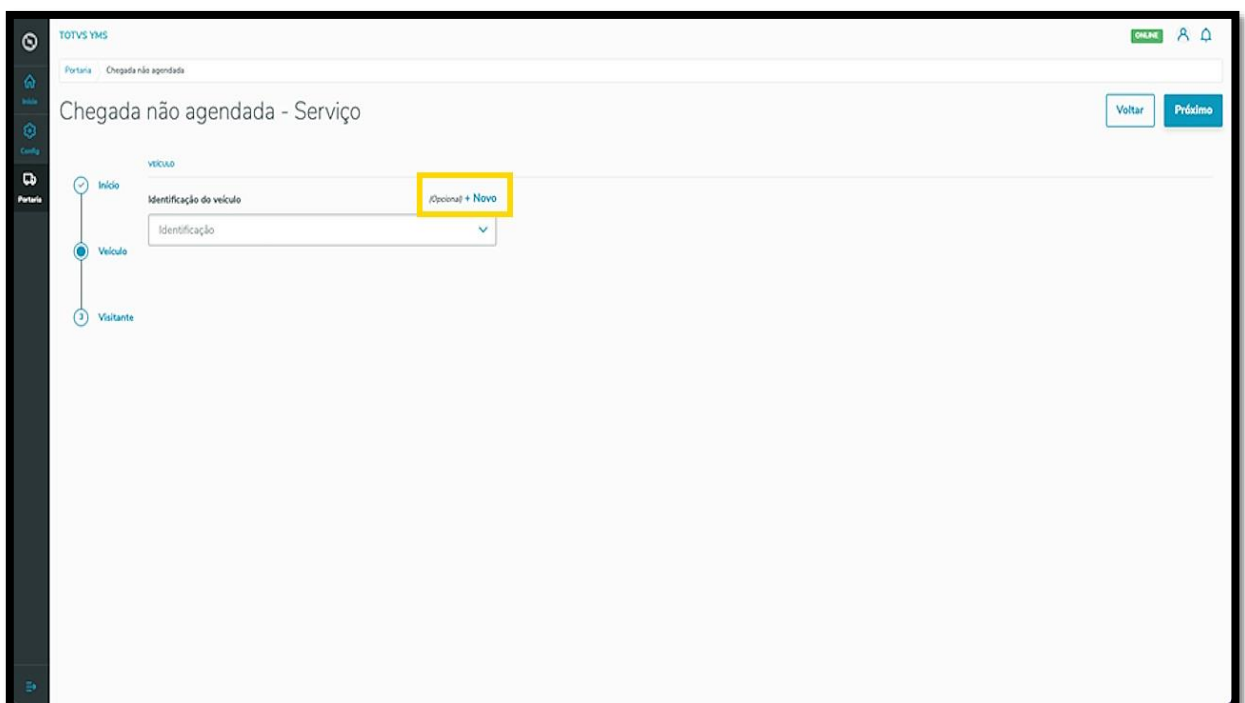 TOTVS YMS
ONLINE
Portaria Chegada não agendada
Início
Config
Portaria
Chegada não agendada - Serviço
Voltar
Próximo
VEÍCULO
Início
Identificação do veículo
(Opcional) + Novo
Identificação
Veículo
3 Visitante